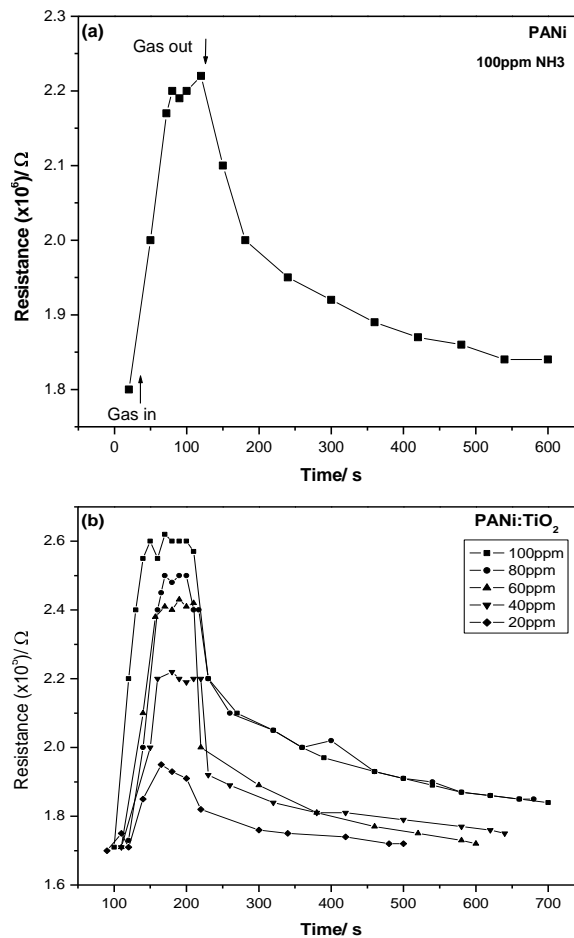 (a)
PANi
Gas out
100ppm NH3
2.3
2.2
2.1
2.0
1.9
1.8
Resistance (x10⁶)/ Ω
Gas in
0 100 200 300 400 500 600
Time/ s
(b)
PANi:TiO₂
100ppm
80ppm
60ppm
40ppm
20ppm
2.6
2.4
2.2
2.0
1.8
1.6
Resistance (x10⁵)/ Ω
100 200 300 400 500 600 700
Time/ s